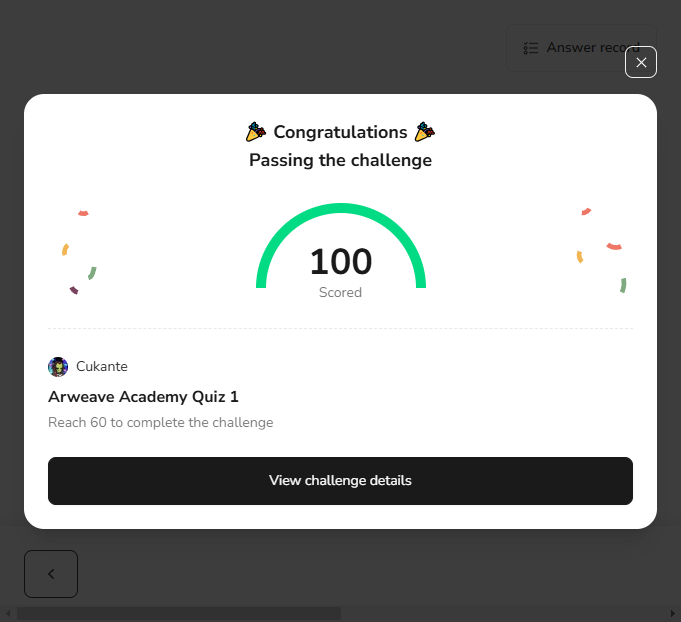 Answer record
Congratulations
Passing the challenge
100
Scored
Cukante
Arweave Academy Quiz 1
Reach 60 to complete the challenge
View challenge details